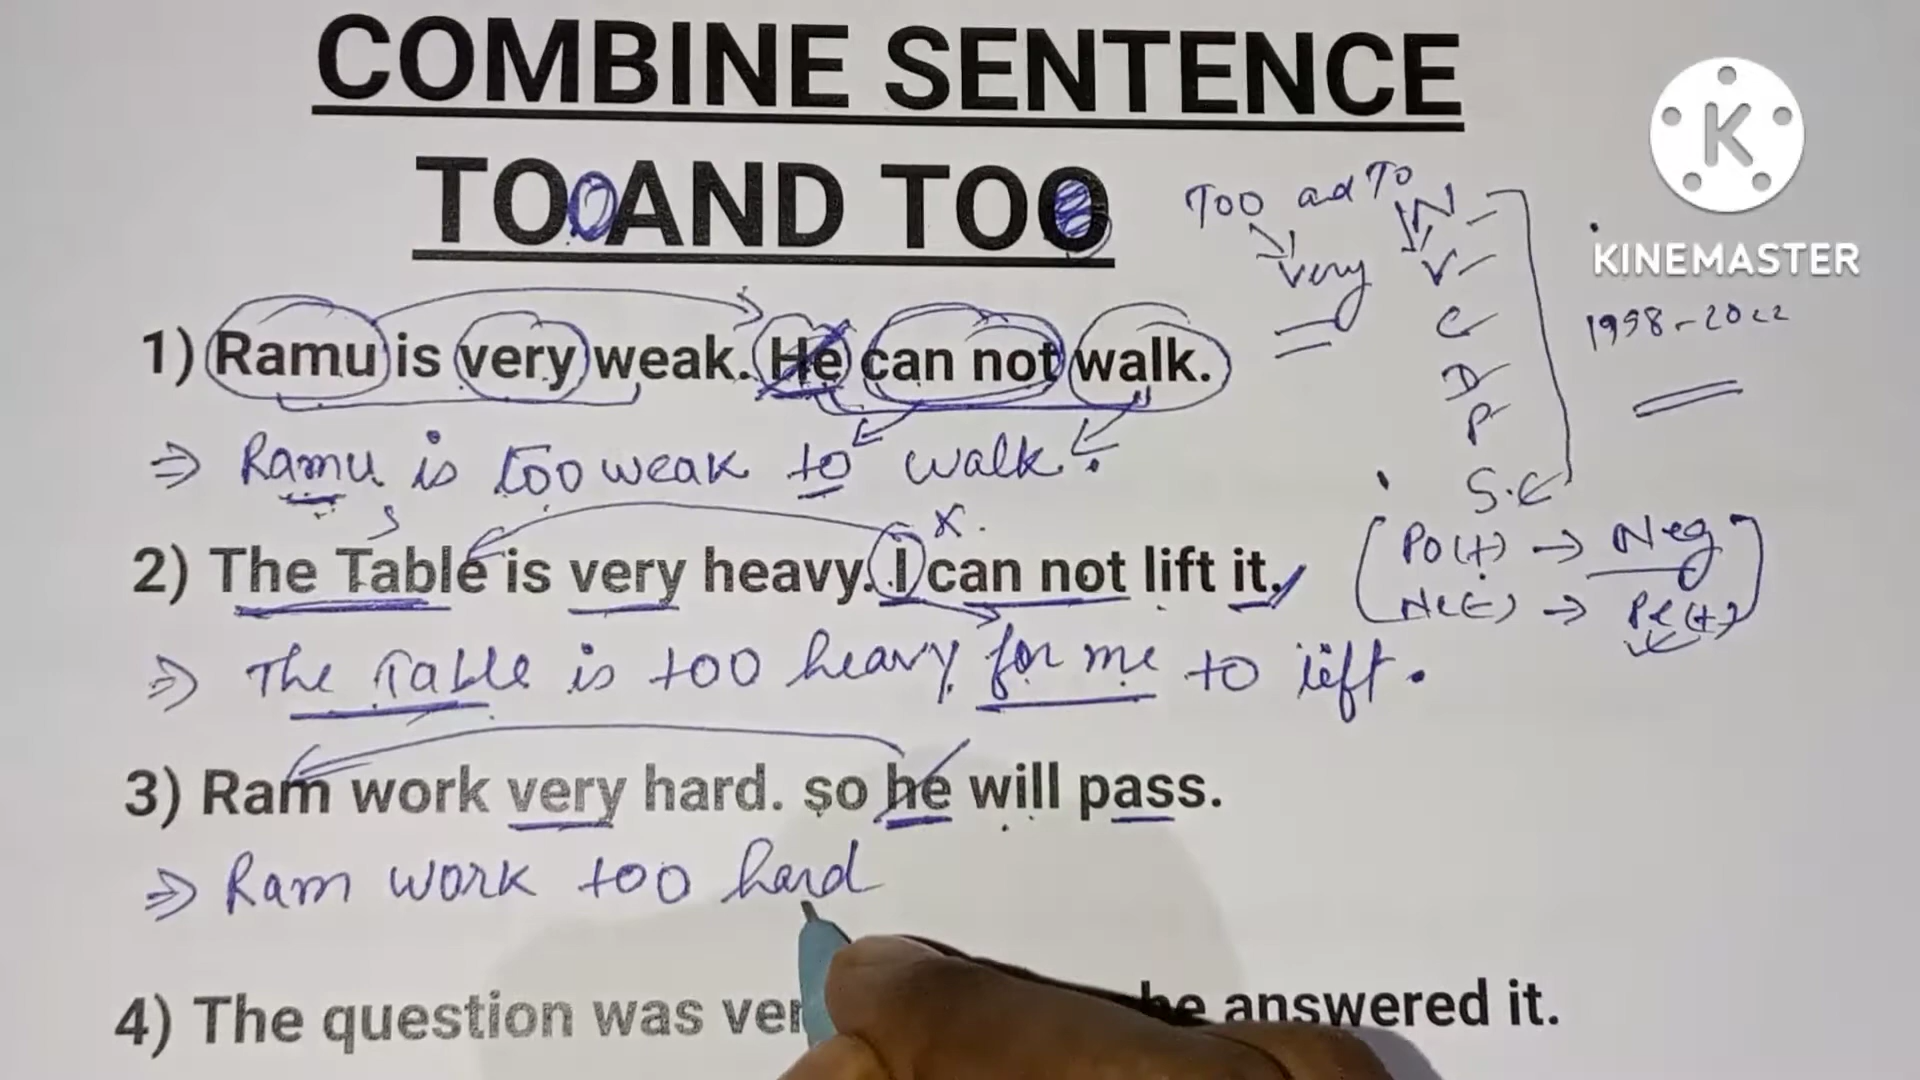 COMBINE SENTENCE
TOO AND TOO
TOO and TO
very
W
V
C
D
P
S.E
K
KINEMASTER
1998-2022
1) Ramu is very weak. He can not walk.
⇒ Ramu is too weak to walk.
S
x.
2) The Table is very heavy. I can not lift it.
⇒ The Table is too heavy for me to lift.
Po(+) → Neg
Ne(-) → Po(+)
3) Ram work very hard. so he will pass.
⇒ Ram work too hard
4) The question was he answered it.